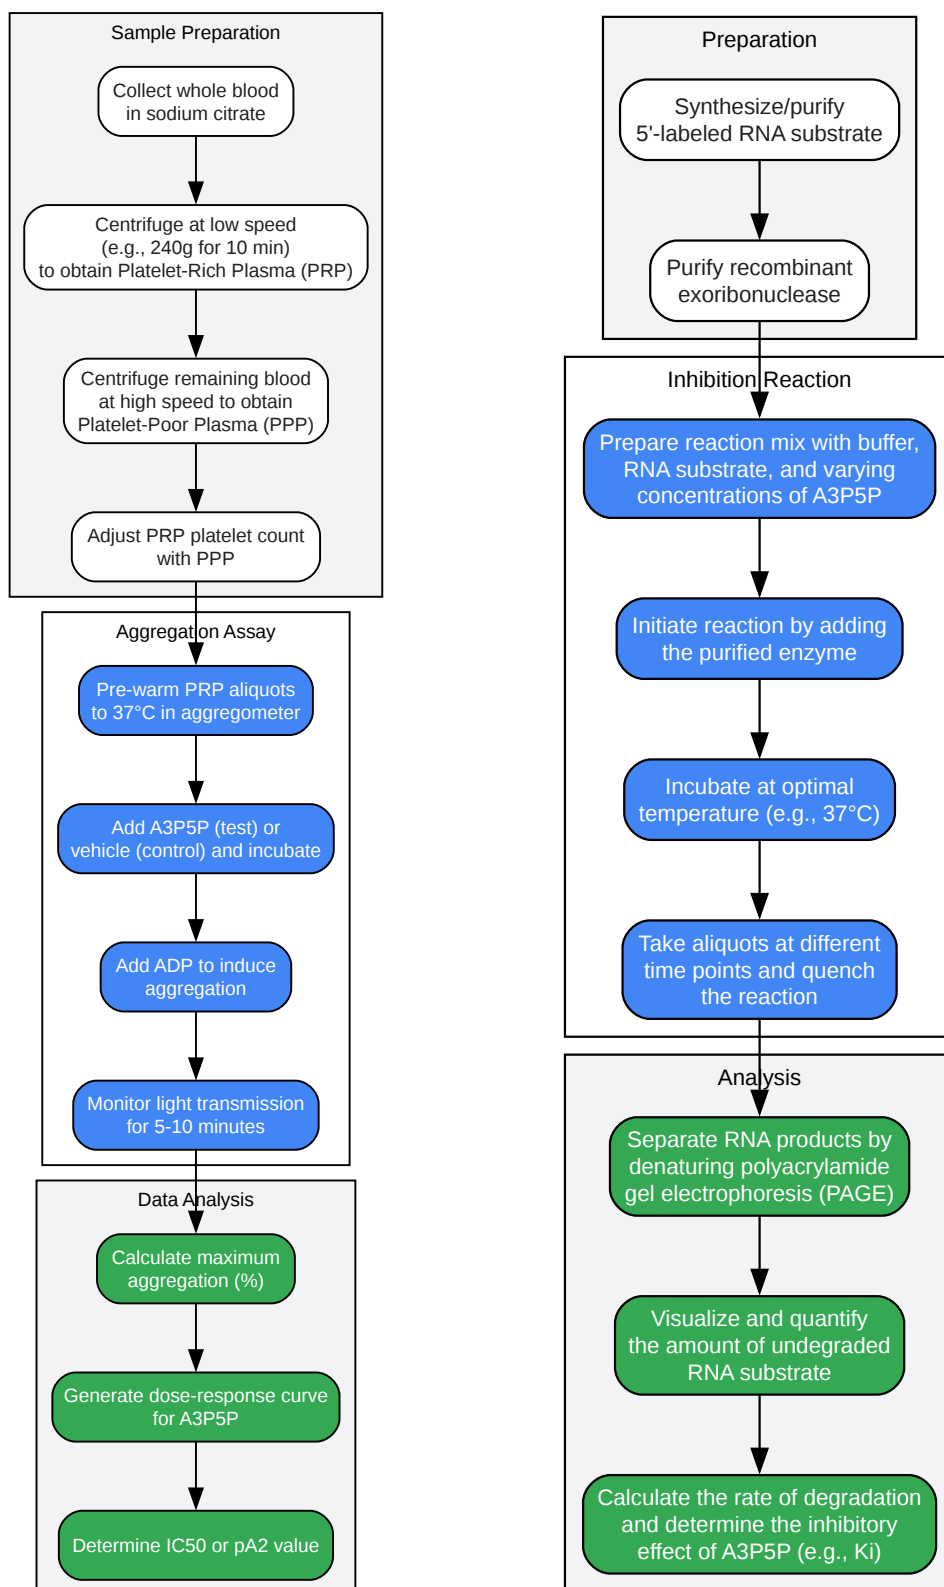 Sample Preparation
Collect whole blood
in sodium citrate
Centrifuge at low speed
(e.g., 240g for 10 min)
to obtain Platelet-Rich Plasma (PRP)
Centrifuge remaining blood
at high speed to obtain
Platelet-Poor Plasma (PPP)
Adjust PRP platelet count
with PPP
Aggregation Assay
Pre-warm PRP aliquots
to 37°C in aggregometer
Add A3P5P (test) or
vehicle (control) and incubate
Add ADP to induce
aggregation
Monitor light transmission
for 5-10 minutes
Data Analysis
Calculate maximum
aggregation (%)
Generate dose-response curve
for A3P5P
Determine IC50 or pA2 value
Preparation
Synthesize/purify
5'-labeled RNA substrate
Purify recombinant
exoribonuclease
Inhibition Reaction
Prepare reaction mix with buffer,
RNA substrate, and varying
concentrations of A3P5P
Initiate reaction by adding
the purified enzyme
Incubate at optimal
temperature (e.g., 37°C)
Take aliquots at different
time points and quench
the reaction
Analysis
Separate RNA products by
denaturing polyacrylamide
gel electrophoresis (PAGE)
Visualize and quantify
the amount of undegraded
RNA substrate
Calculate the rate of degradation
and determine the inhibitory
effect of A3P5P (e.g., Ki)